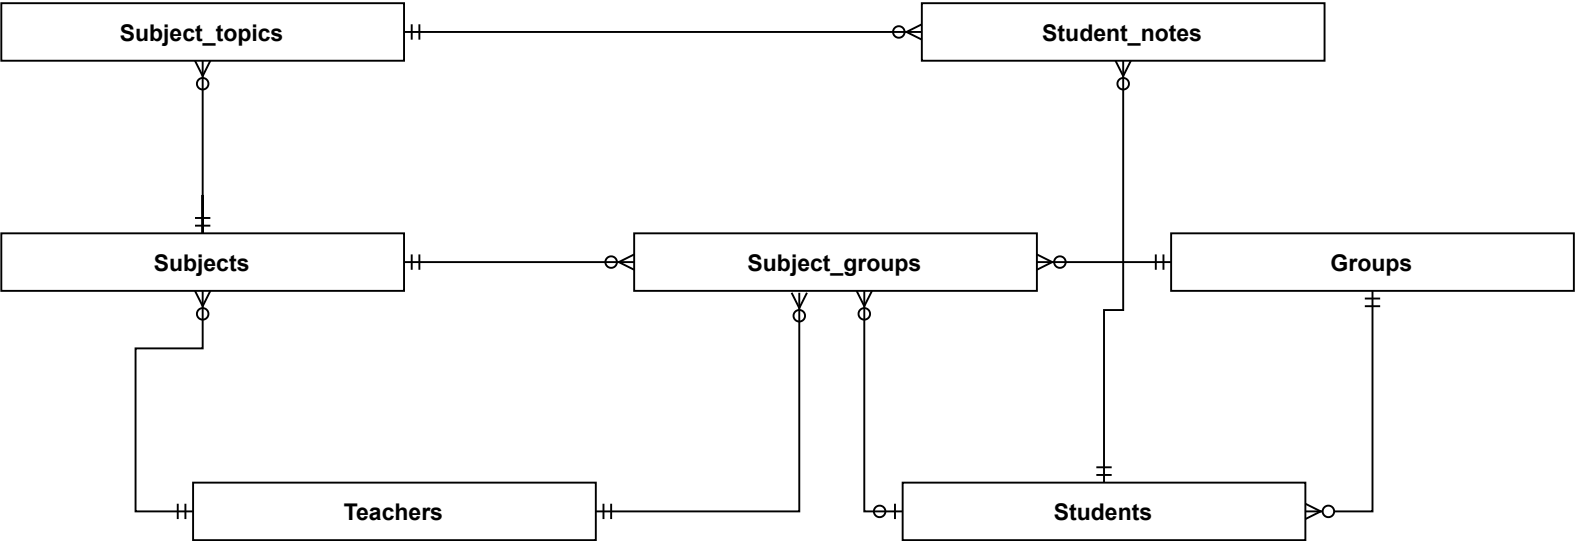 Subject_topics
Student_notes
Subjects
Subject_groups
Groups
Teachers
Students